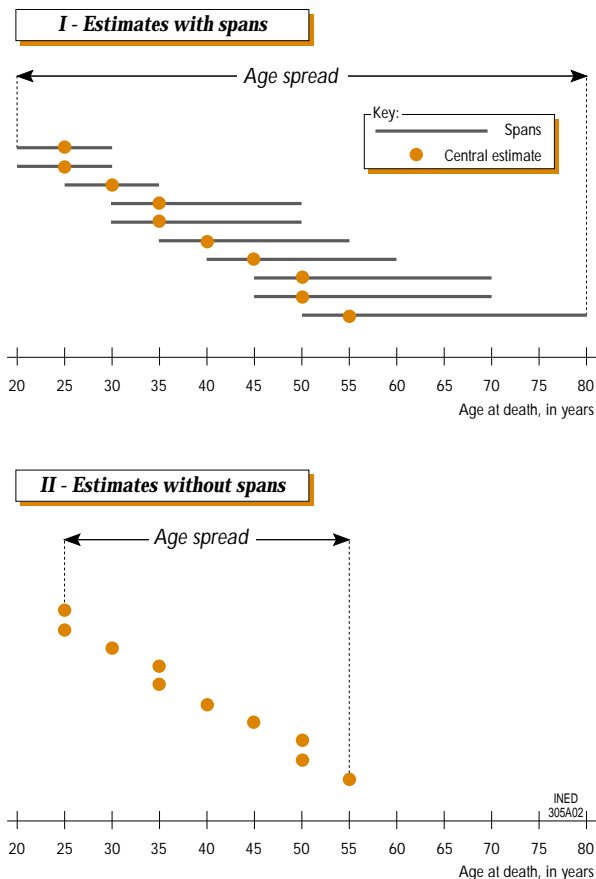 I - Estimates with spans
Age spread
Key:
Spans
Central estimate
20 25 30 35 40 45 50 55 60 65 70 75 80
Age at death, in years
II - Estimates without spans
Age spread
INED
305A02
20 25 30 35 40 45 50 55 60 65 70 75 80
Age at death, in years